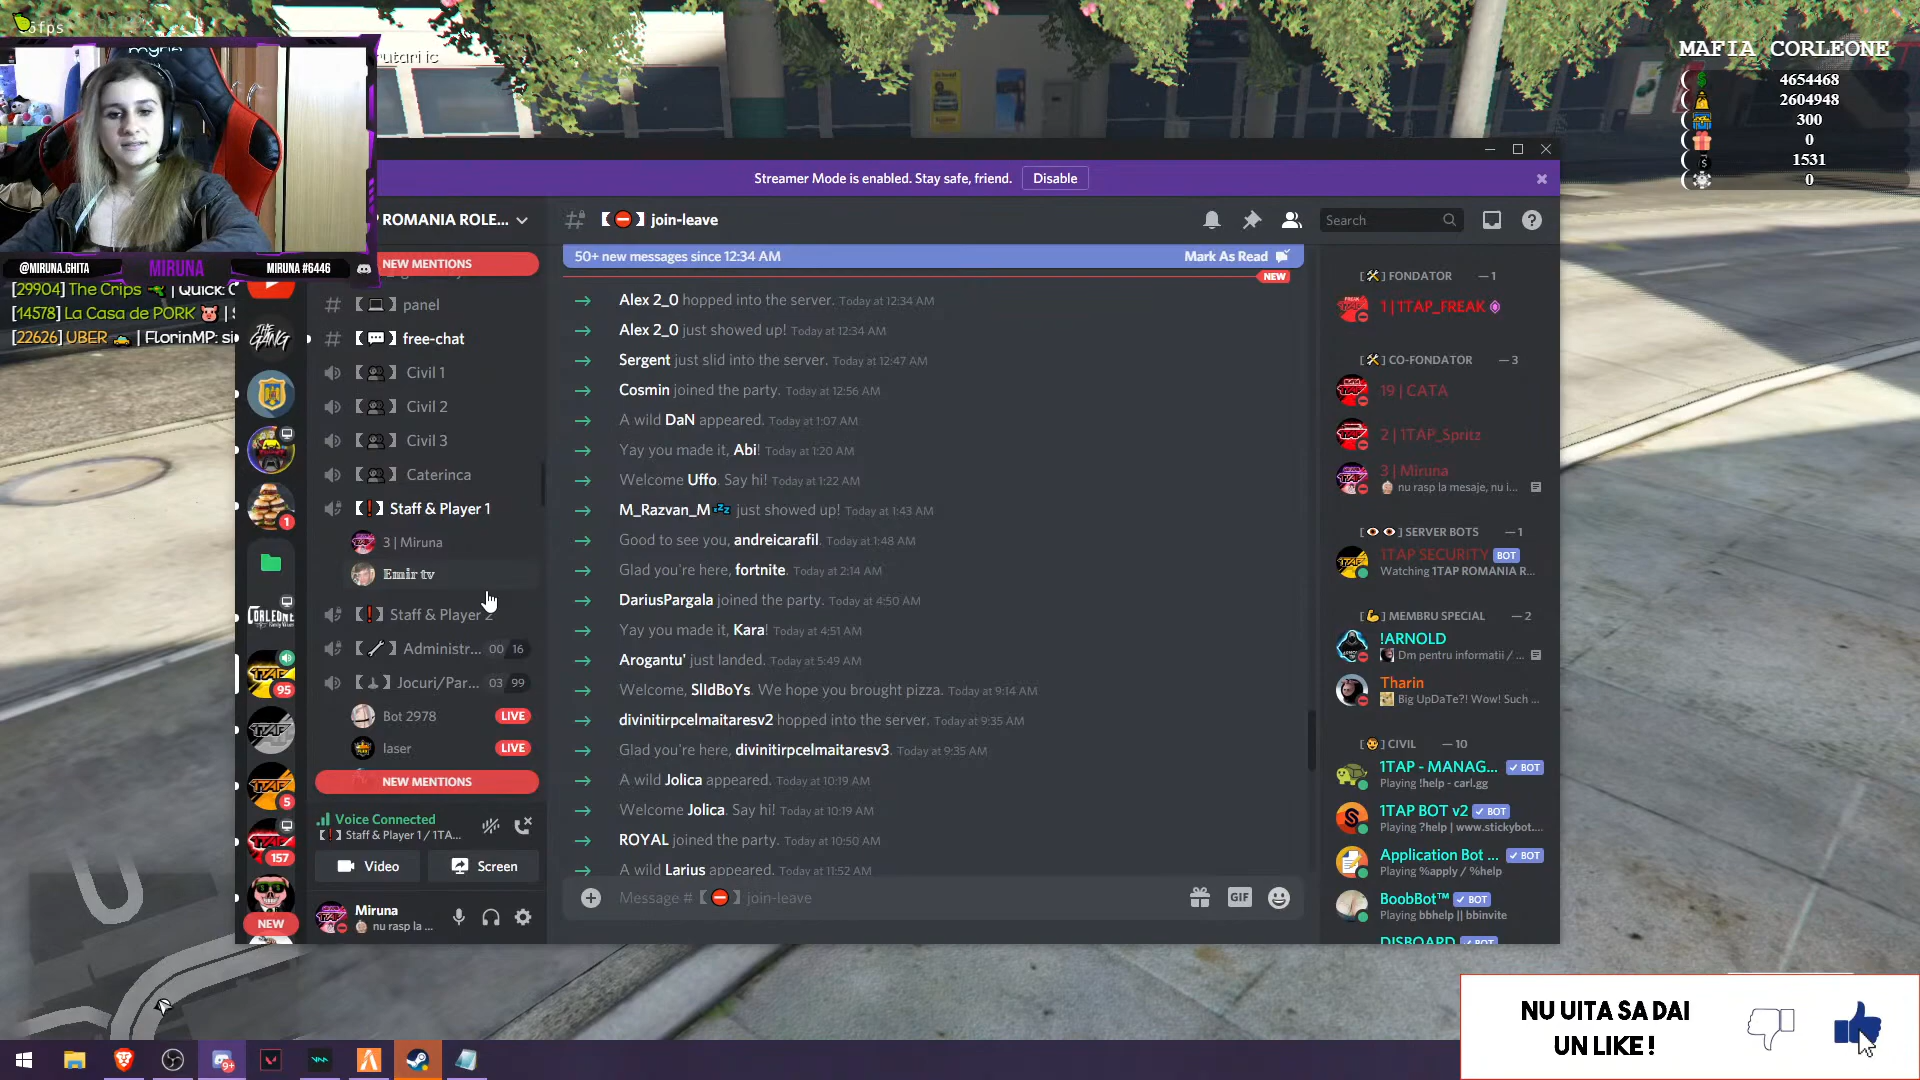 5fps
MAFIA CORLEONE
4654468
2604948
300
0
1531
0
Streamer Mode is enabled. Stay safe, friend.
Disable
@MIRUNA.GHITA
MIRUNA
MIRUNA #6446
[29904] The Crips | Quick: C
[14578] La Casa de PORK | S
[22626] UBER | FlorinMP: si
P ROMANIA ROLE...
NEW MENTIONS
panel
free-chat
Civil 1
Civil 2
Civil 3
Caterinca
Staff & Player 1
3 | Miruna
Emir tv
Staff & Player 2
Administr... 00 16
Jocuri/Par... 03 99
Bot 2978 LIVE
laser LIVE
NEW MENTIONS
Voice Connected
Staff & Player 1 / 1TA...
Video
Screen
Miruna
nu rasp la ...
THE GANG
1
CORLEONE
95
5
157
NEW
join-leave
Search
50+ new messages since 12:34 AM
Mark As Read
NEW
Alex 2_0 hopped into the server. Today at 12:34 AM
Alex 2_0 just showed up! Today at 12:34 AM
Sergent just slid into the server. Today at 12:47 AM
Cosmin joined the party. Today at 12:56 AM
A wild DaN appeared. Today at 1:07 AM
Yay you made it, Abi! Today at 1:20 AM
Welcome Uffo. Say hi! Today at 1:22 AM
M_Razvan_M just showed up! Today at 1:43 AM
Good to see you, andreicarafil. Today at 1:48 AM
Glad you're here, fortnite. Today at 2:14 AM
DariusPargala joined the party. Today at 4:50 AM
Yay you made it, Kara! Today at 4:51 AM
Arogantu' just landed. Today at 5:49 AM
Welcome, SlIdBoYs. We hope you brought pizza. Today at 9:14 AM
divinitirpcelmaitaresv2 hopped into the server. Today at 9:35 AM
Glad you're here, divinitirpcelmaitaresv3. Today at 9:35 AM
A wild Jolica appeared. Today at 10:19 AM
Welcome Jolica. Say hi! Today at 10:19 AM
ROYAL joined the party. Today at 10:50 AM
A wild Larius appeared. Today at 11:52 AM
Message # join-leave
GIF
FONDATOR — 1
1 | 1TAP_FREAK
CO-FONDATOR — 3
19 | CATA
2 | 1TAP_Spritz
3 | Miruna
nu rasp la mesaje, nu i...
SERVER BOTS — 1
1TAP SECURITY BOT
Watching 1TAP ROMANIA R...
MEMBRU SPECIAL — 2
!ARNOLD
Dm pentru informatii / ...
Tharin
Big UpDaTe?! Wow! Such ...
CIVIL — 10
1TAP - MANAG... BOT
Playing !help - carl.gg
1TAP BOT v2 BOT
Playing ?help | www.stickybot....
Application Bot ... BOT
Playing %apply / %help
BoobBot™ BOT
Playing bbhelp || bbinvite
DISBOARD BOT
NU UITA SA DAI
UN LIKE !
9+